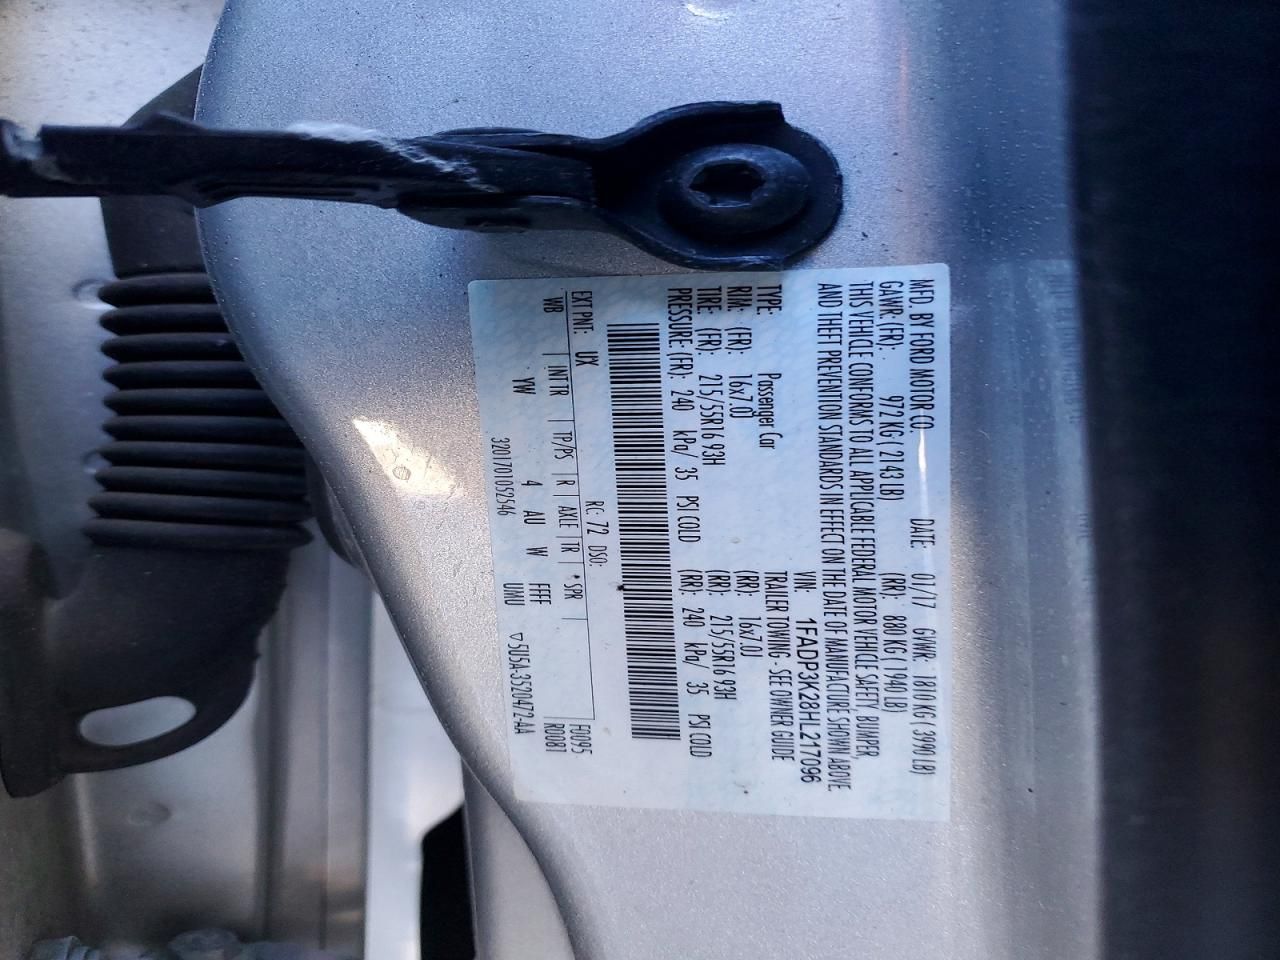 MFD. BY FORD MOTOR CO. DATE: 01/17 GVWR: 1810 KG ( 3990 LB)
GAWR: (FR): 972 KG( 2143 LB) (RR): 880 KG( 1940 LB)
THIS VEHICLE CONFORMS TO ALL APPLICABLE FEDERAL MOTOR VEHICLE SAFETY, BUMPER,
AND THEFT PREVENTION STANDARDS IN EFFECT ON THE DATE OF MANUFACTURE SHOWN ABOVE.
VIN: 1FADP3K28HL217096
TYPE: Passenger Car TRAILER TOWING - SEE OWNER GUIDE
RIM: (FR): 16x7.0J (RR): 16x7.0J
TIRE: (FR): 215/55R16 93H (RR): 215/55R16 93H
PRESSURE: (FR): 240 kPa/ 35 PSI COLD (RR): 240 kPa/ 35 PSI COLD
EXT PNT: UX RC: 72 DSO: F0095
WB | INT TR | TP/PS | R | AXLE | TR | * SPR | R0081
YW 4 AU W FFFF
3201701052546 UMU ▽5U5A-3520472-AA